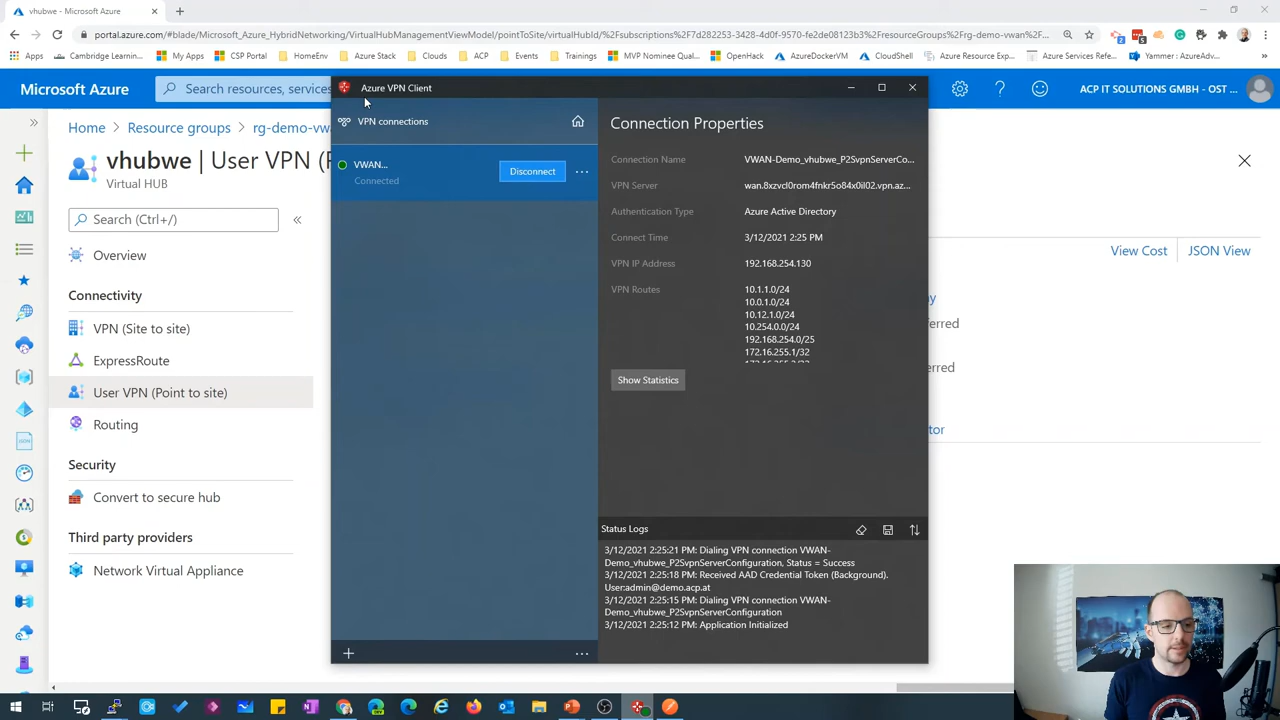 vhubwe - Microsoft Azure
portal.azure.com/#blade/Microsoft_Azure_HybridNetworking/VirtualHubManagementViewModel/pointToSite/virtualHubId/%2Fsubscriptions%2F7d282253-3428-4d0f-9570-fe2de08123b3%2FresourceGroups%2Frg-demo-vwan%2F...
Apps
Cambridge Learning...
My Apps
CSP Portal
HomeEnv
Azure Stack
Clouds
ACP
Events
Trainings
MVP Nominee Qual...
OpenHack
AzureDockerVM
CloudShell
Azure Resource Exp...
Azure Services Refe...
Yammer : AzureAdv...
Microsoft Azure
Search resources, services
ACP IT SOLUTIONS GMBH - OST ...
Home
Resource groups
rg-demo-vwa
vhubwe | User VPN (P
Virtual HUB
Search (Ctrl+/)
Overview
Connectivity
VPN (Site to site)
ExpressRoute
User VPN (Point to site)
Routing
Security
Convert to secure hub
Third party providers
Network Virtual Appliance
Azure VPN Client
VPN connections
VWAN...
Connected
Disconnect
Connection Properties
Connection Name VWAN-Demo_vhubwe_P2SvpnServerCo...
VPN Server wan.8xzvcl0rom4fnkr5o84x0il02.vpn.az...
Authentication Type Azure Active Directory
Connect Time 3/12/2021 2:25 PM
VPN IP Address 192.168.254.130
VPN Routes 10.1.1.0/24
10.0.1.0/24
10.12.1.0/24
10.254.0.0/24
192.168.254.0/25
172.16.255.1/32
Show Statistics
Status Logs
3/12/2021 2:25:21 PM: Dialing VPN connection VWAN-
Demo_vhubwe_P2SvpnServerConfiguration, Status = Success
3/12/2021 2:25:18 PM: Received AAD Credential Token (Background).
User:admin@demo.acp.at
3/12/2021 2:25:15 PM: Dialing VPN connection VWAN-
Demo_vhubwe_P2SvpnServerConfiguration
3/12/2021 2:25:12 PM: Application Initialized
View Cost
JSON View
ay
erred
erred
tor